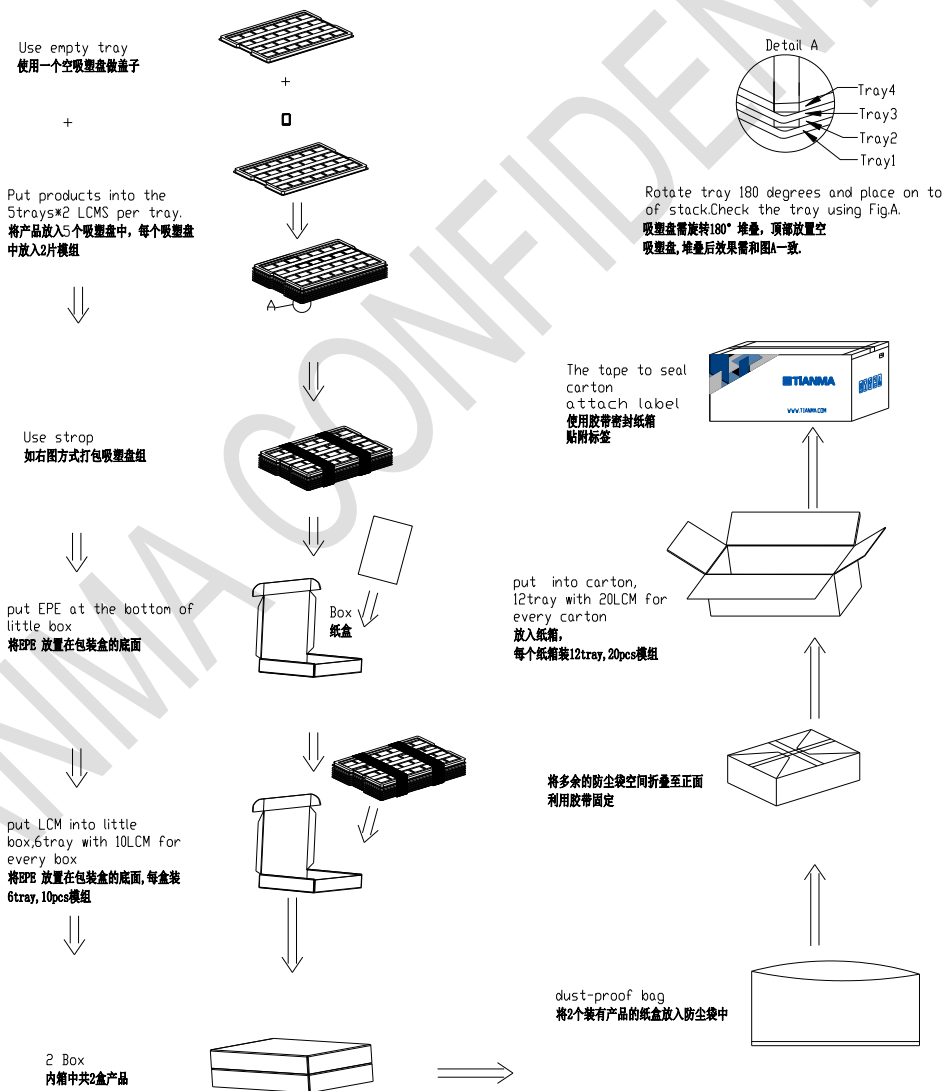 Use empty tray
使用一个空吸塑盘做盖子
+
+
Put products into the
5trays*2 LCMS per tray.
将产品放入5个吸塑盘中，每个吸塑盘
中放入2片模组
A
Detail A
Tray4
Tray3
Tray2
Tray1
Rotate tray 180 degrees and place on to
of stack.Check the tray using Fig.A.
吸塑盘需旋转180°堆叠，顶部放置空
吸塑盘,堆叠后效果需和图A一致.
Use strop
如右图方式打包吸塑盘组
put EPE at the bottom of
little box
将EPE 放置在包装盒的底面
Box
纸盒
put LCM into little
box,6tray with 10LCM for
every box
将EPE 放置在包装盒的底面,每盒装
6tray,10pcs模组
2 Box
内箱中共2盒产品
dust-proof bag
将2个装有产品的纸盒放入防尘袋中
将多余的防尘袋空间折叠至正面
利用胶带固定
put into carton,
12tray with 20LCM for
every carton
放入纸箱，
每个纸箱装12tray,20pcs模组
The tape to seal
carton
attach label
使用胶带密封纸箱
贴附标签
TIANMA
WWW.TIANMA.COM
ANMA CONFIDEN